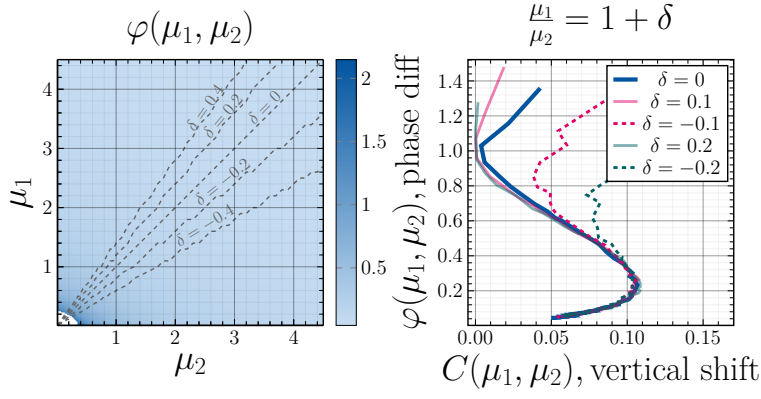 φ(μ₁, μ₂)
4
3
2
1
μ₁
δ = 0.4
δ = 0.2
δ = 0
δ = −0.2
δ = −0.4
1
2
3
4
μ₂
2
1.5
1
0.5
μ₁/μ₂ = 1 + δ
φ(μ₁, μ₂), phase diff
1.4
1.2
1.0
0.8
0.6
0.4
0.2
δ = 0
δ = 0.1
δ = −0.1
δ = 0.2
δ = −0.2
0.00
0.05
0.10
0.15
C(μ₁, μ₂), vertical shift